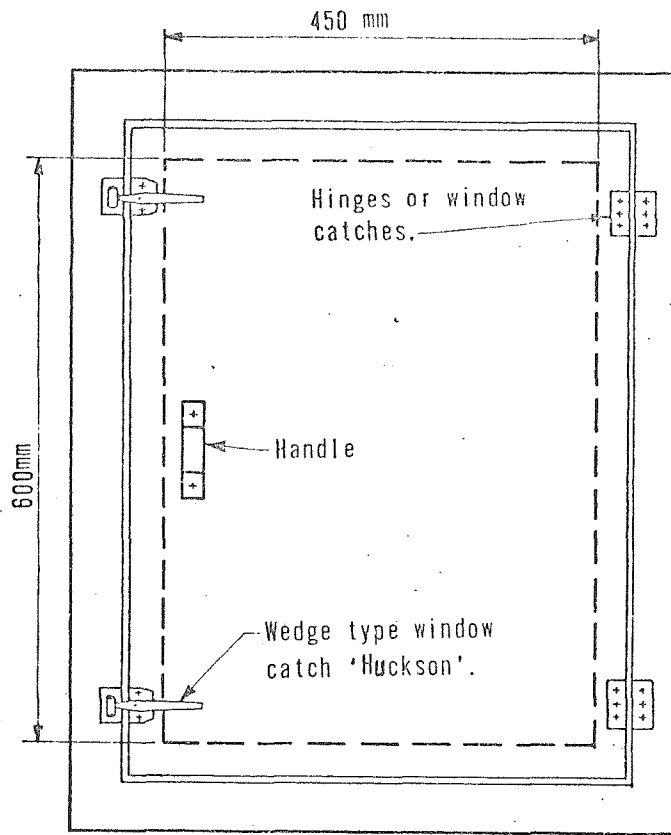 450 mm
Hinges or window
catches.
600mm
Handle
Wedge type window
catch 'Huckson'.